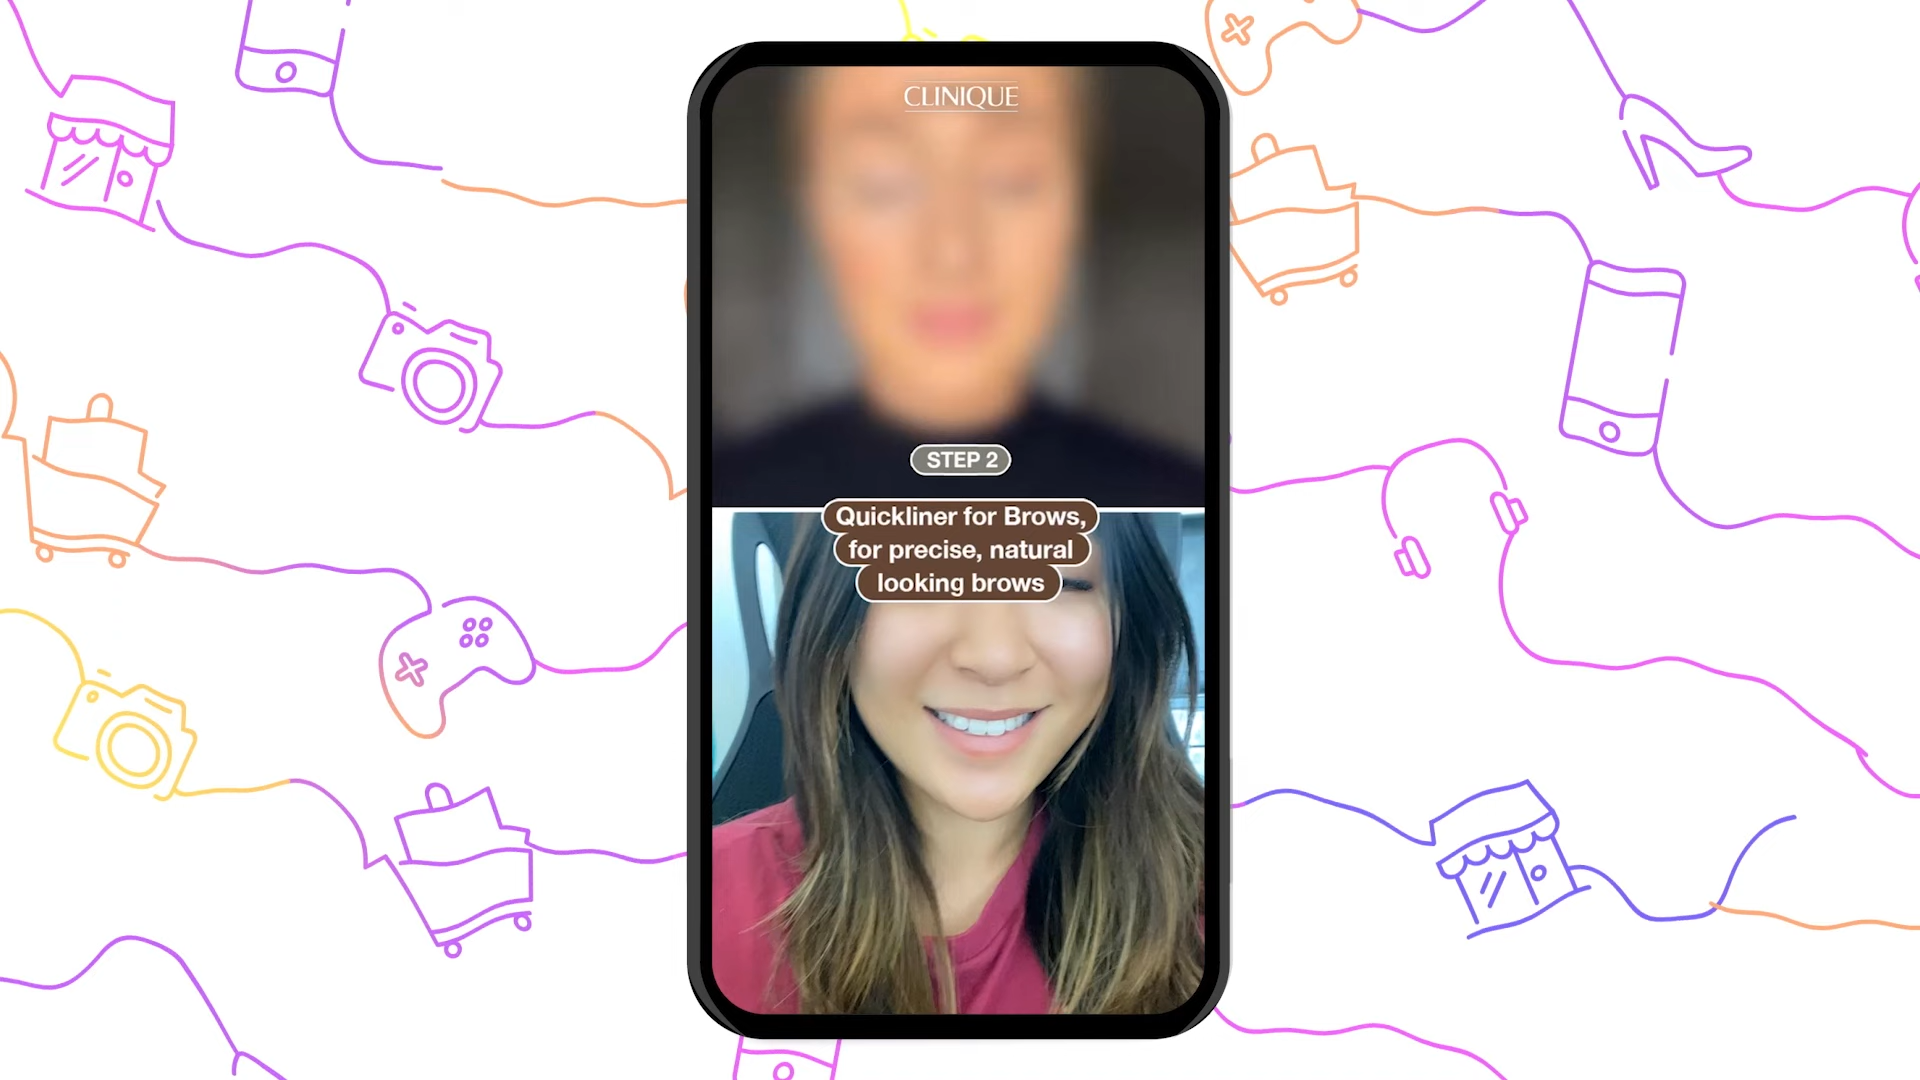 CLINIQUE
STEP 2
Quickliner for Brows,
for precise, natural
looking brows